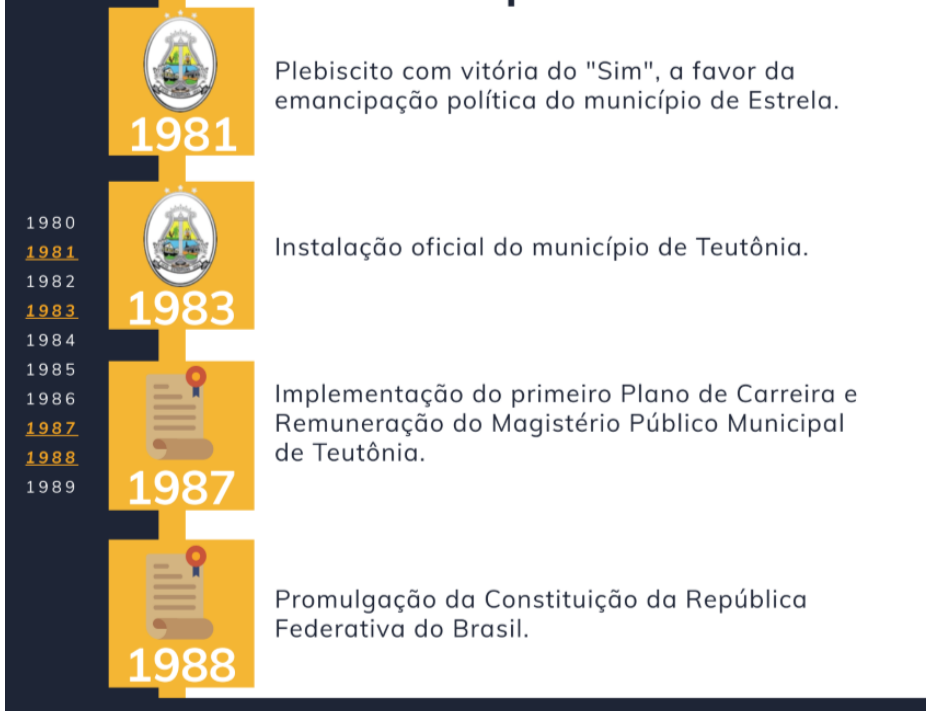 1980
1981
1982
1983
1984
1985
1986
1987
1988
1989
1981
Plebiscito com vitória do "Sim", a favor da
emancipação política do município de Estrela.
1983
Instalação oficial do município de Teutônia.
1987
Implementação do primeiro Plano de Carreira e
Remuneração do Magistério Público Municipal
de Teutônia.
1988
Promulgação da Constituição da República
Federativa do Brasil.